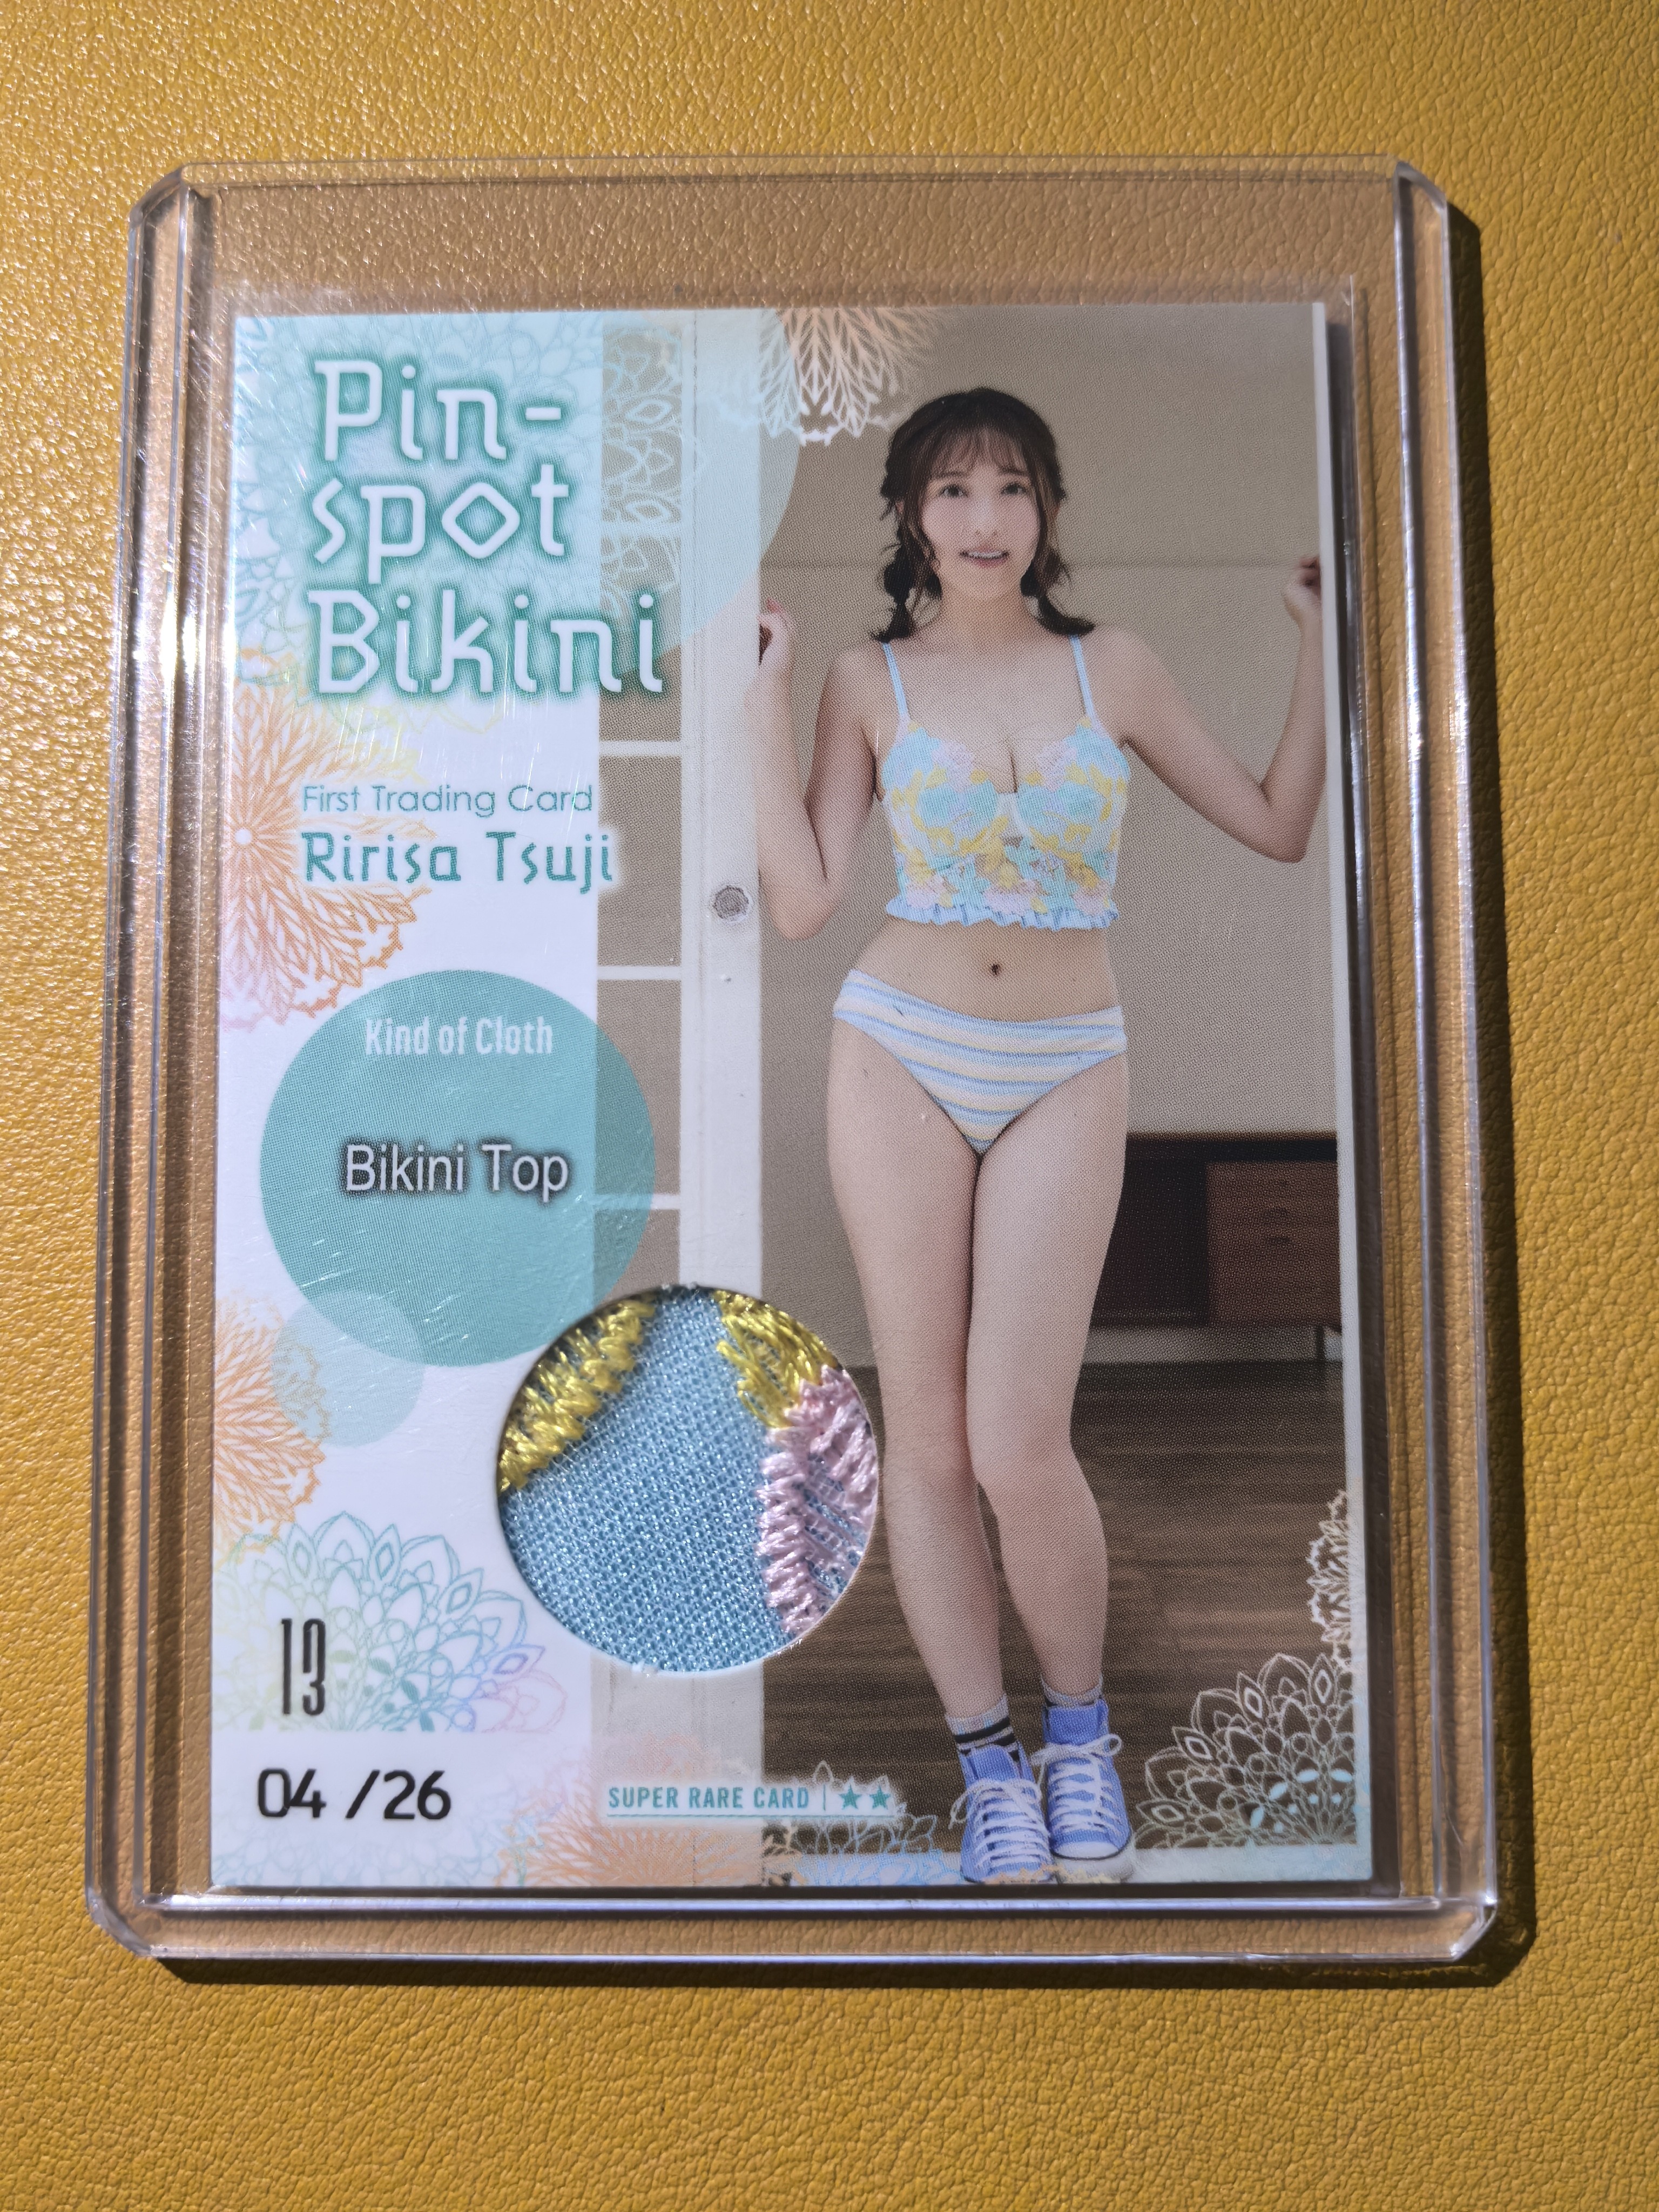 Pin-
spot
Bikini
First Trading Card
Ririsa Tsuji
Kind of Cloth
Bikini Top
13
04 /26
SUPER RARE CARD | ★★